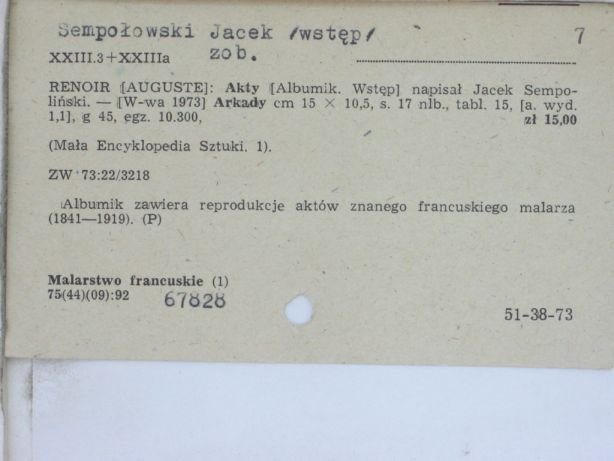 Sempołowski Jacek /wstęp/ 7
XXIII.3+XXIIIa zob.
RENOIR [AUGUSTE]: Akty [Albumik. Wstęp] napisał Jacek Sempo-
liński. — [W-wa 1973] Arkady cm 15 × 10,5, s. 17 nlb., tabl. 15, [a. wyd.
1,1], g 45, egz. 10.300, zł 15,00
(Mała Encyklopedia Sztuki. 1).
ZW 73:22/3218
Albumik zawiera reprodukcje aktów znanego francuskiego malarza
(1841—1919). (P)
Malarstwo francuskie (1)
75(44)(09):92 67828
51-38-73